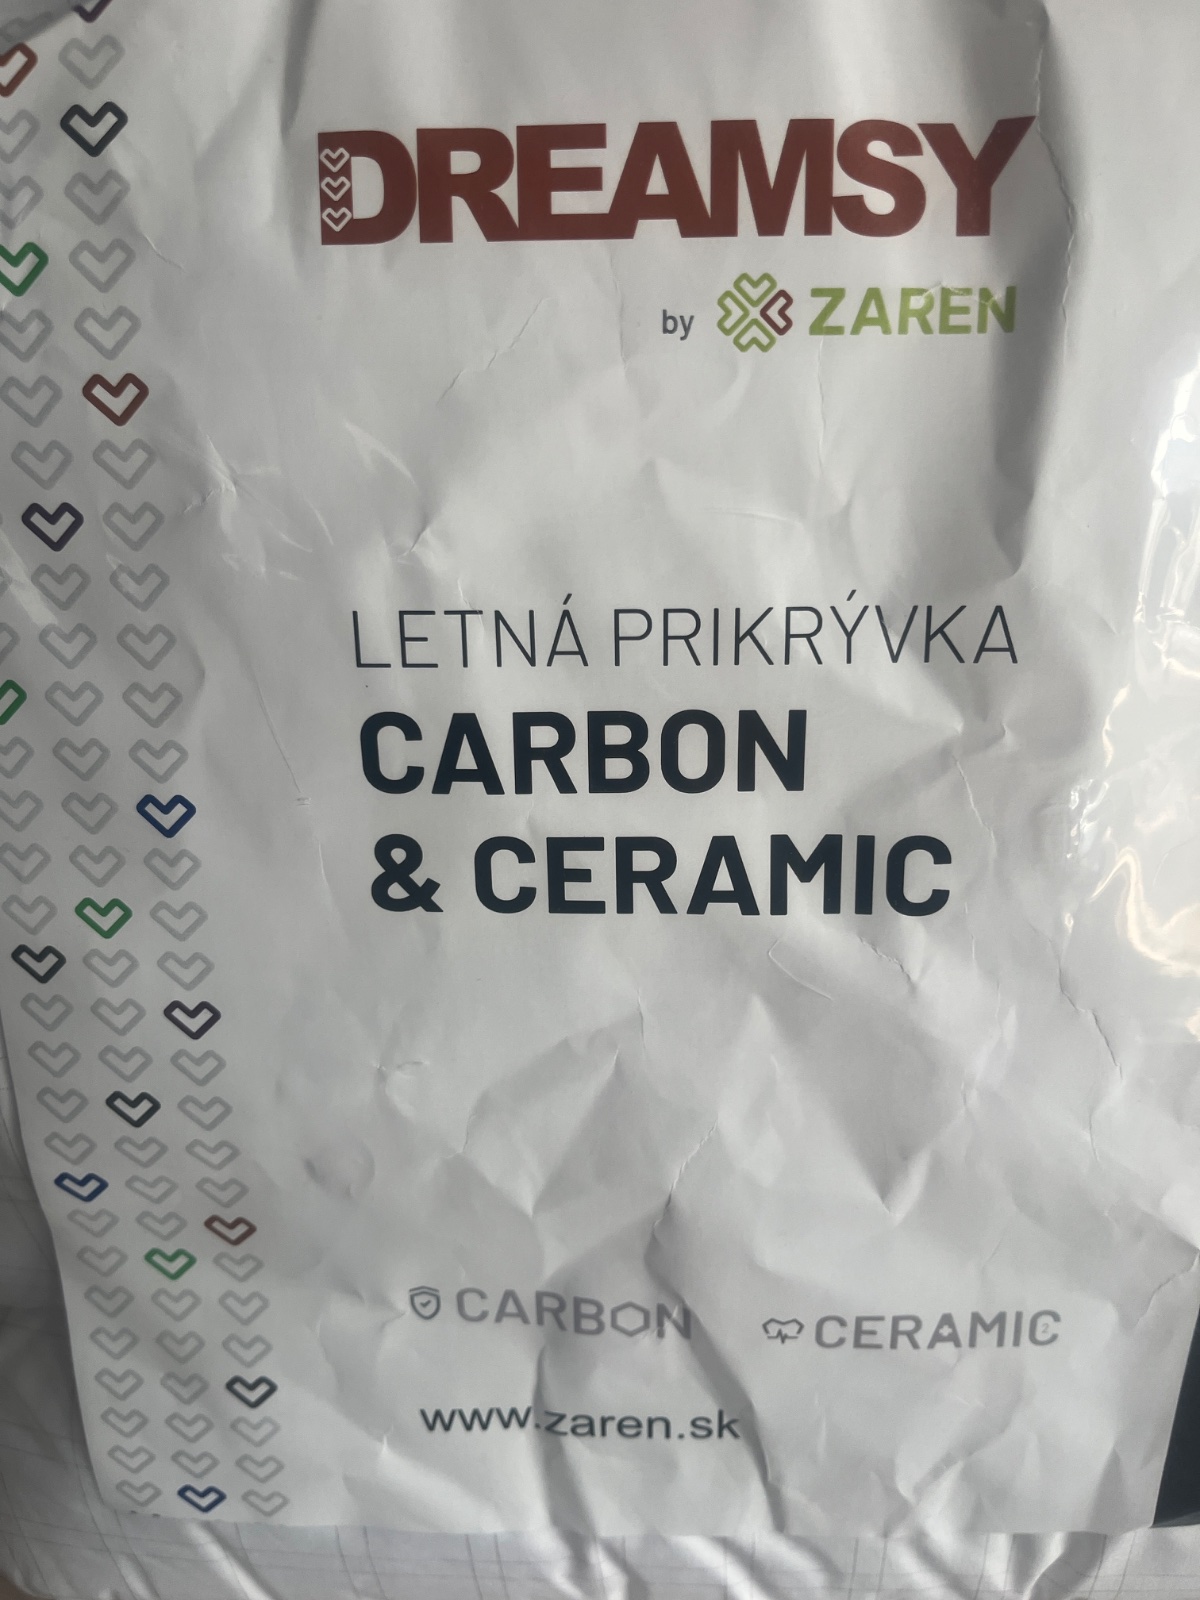 DREAMSY
by ZAREN
LETNÁ PRIKRÝVKA
CARBON
& CERAMIC
CARBON CERAMIC
www.zaren.sk